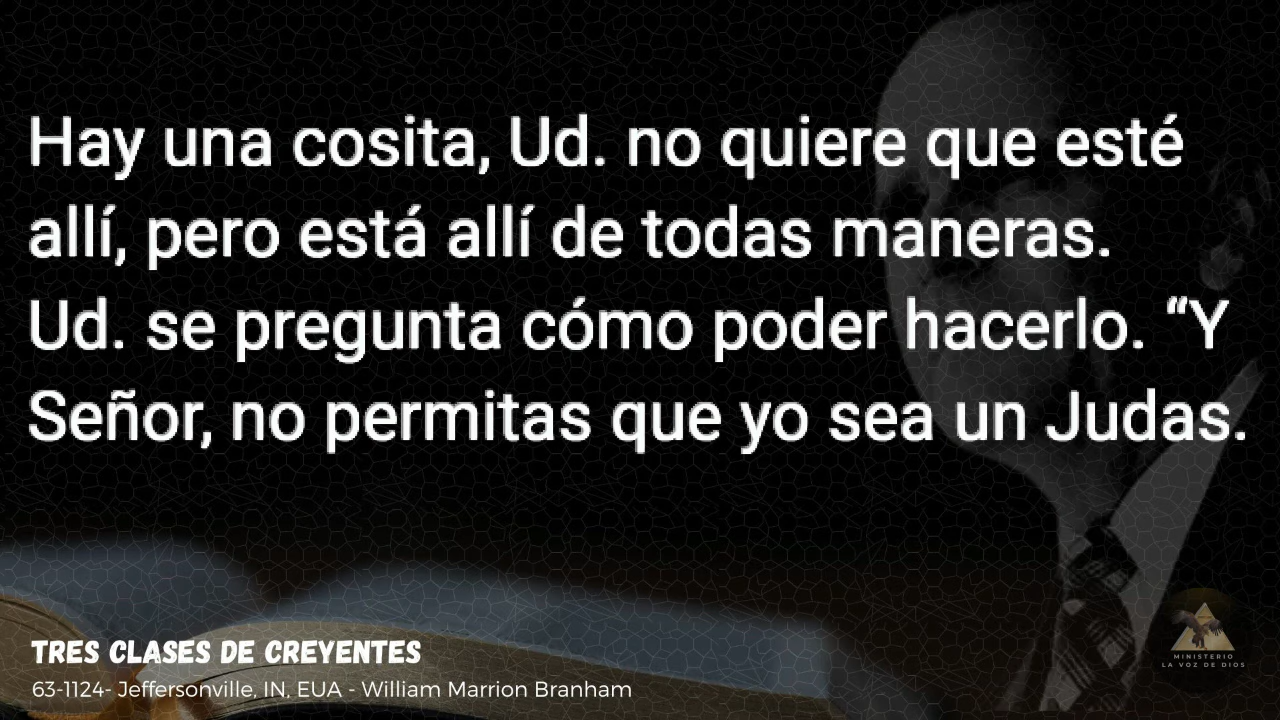 Hay una cosita, Ud. no quiere que esté
allí, pero está allí de todas maneras.
Ud. se pregunta cómo poder hacerlo. “Y
Señor, no permitas que yo sea un Judas.
TRES CLASES DE CREYENTES
63-1124- Jeffersonville, IN, EUA - William Marrion Branham
MINISTERIO
LA VOZ DE DIOS